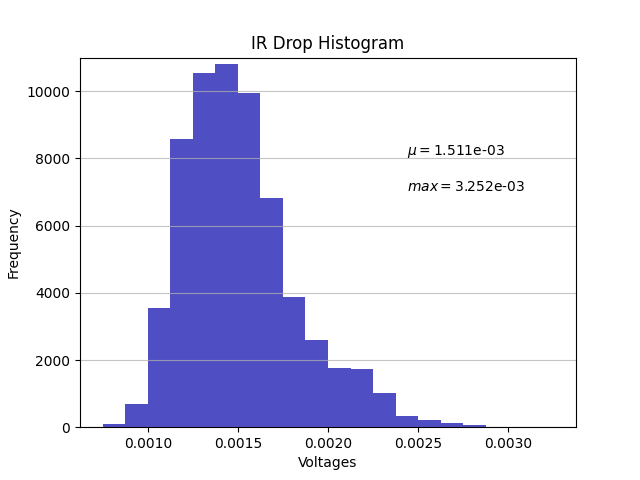 IR Drop Histogram
10000
8000
6000
4000
2000
0
Frequency
μ = 1.511e-03
max = 3.252e-03
0.0010 0.0015 0.0020 0.0025 0.0030
Voltages